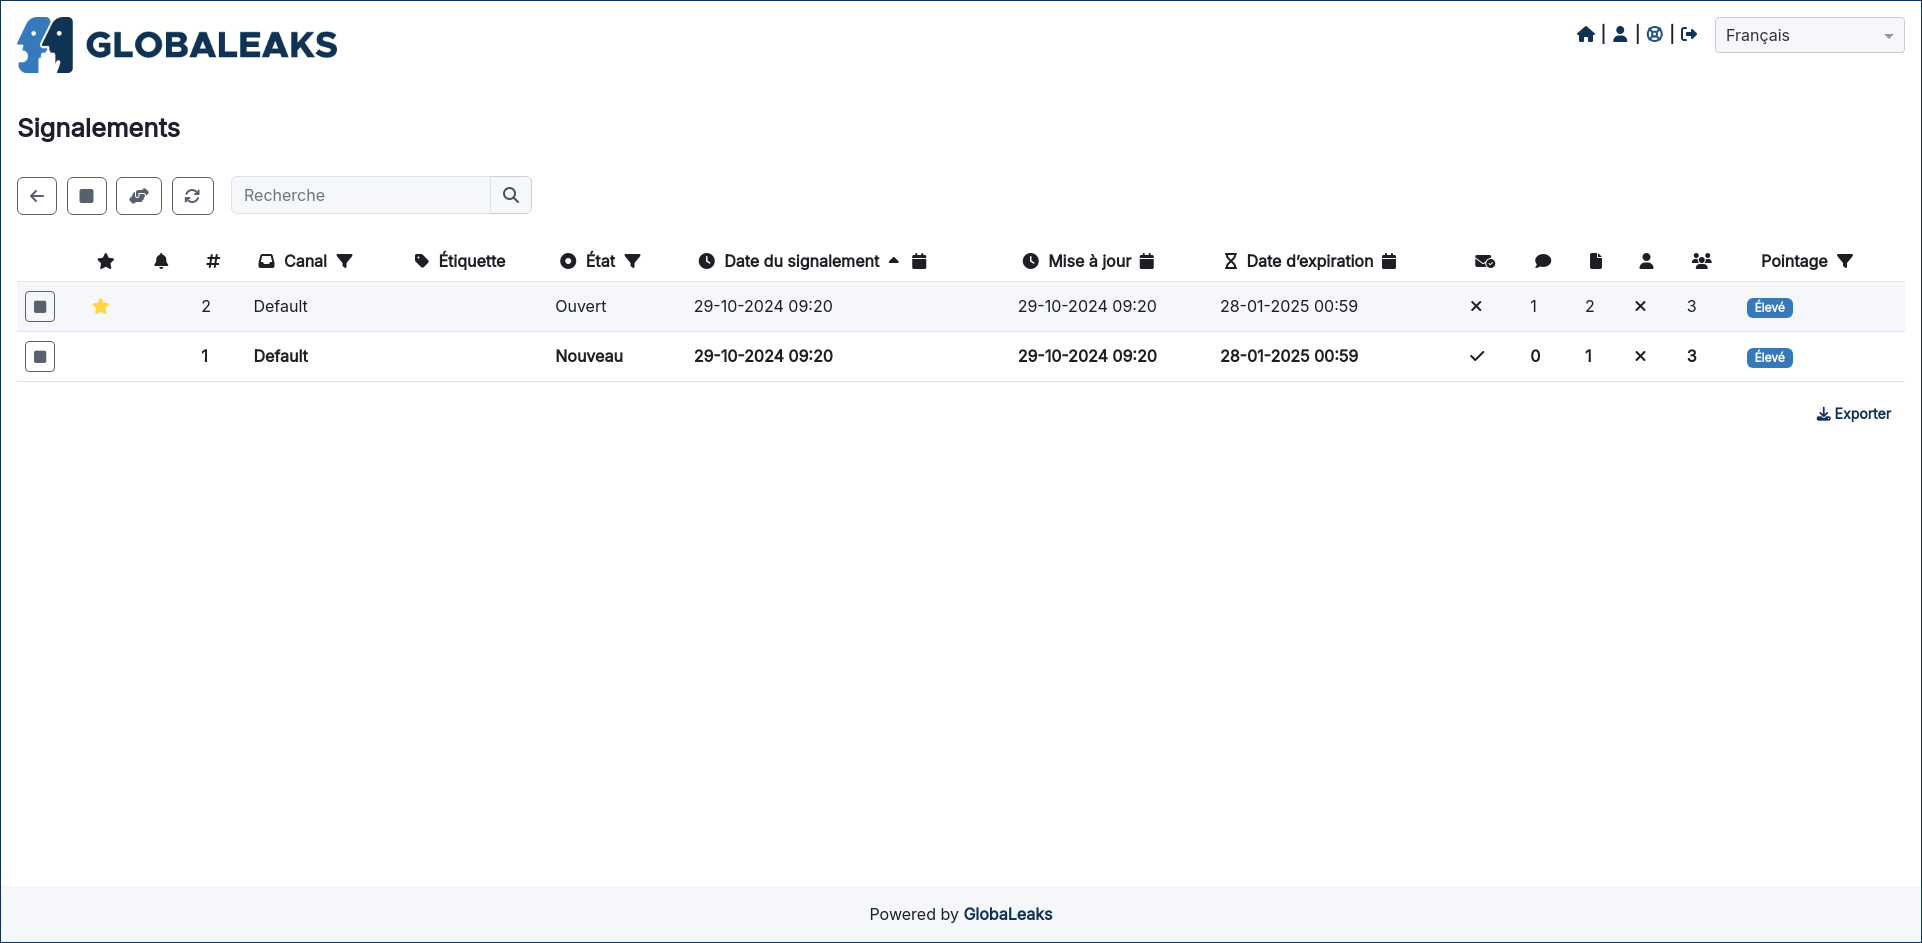 GLOBALEAKS
Français
Signalements
Recherche
# Canal Étiquette État Date du signalement Mise à jour Date d’expiration Pointage
2 Default Ouvert 29-10-2024 09:20 29-10-2024 09:20 28-01-2025 00:59 1 2 3 Élevé
1 Default Nouveau 29-10-2024 09:20 29-10-2024 09:20 28-01-2025 00:59 0 1 3 Élevé
Exporter
Powered by GlobaLeaks